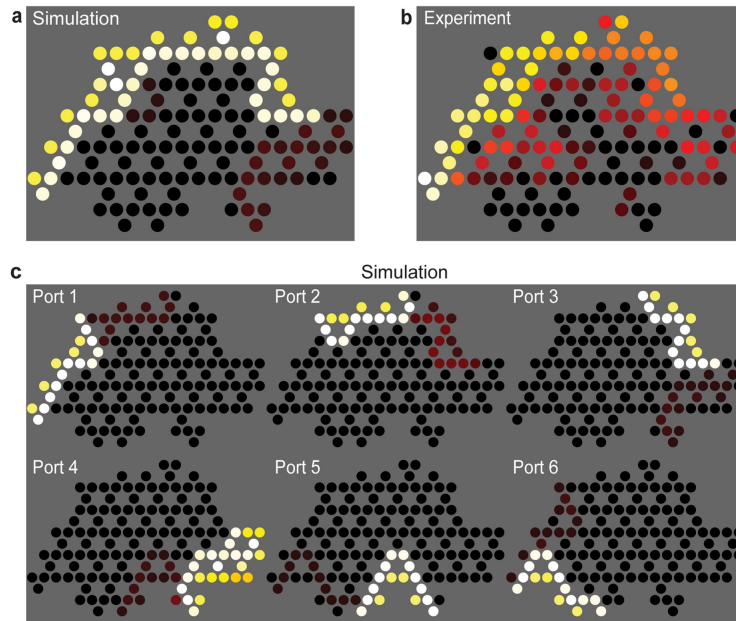 a
Simulation
b
Experiment
c
Simulation
Port 1
Port 2
Port 3
Port 4
Port 5
Port 6